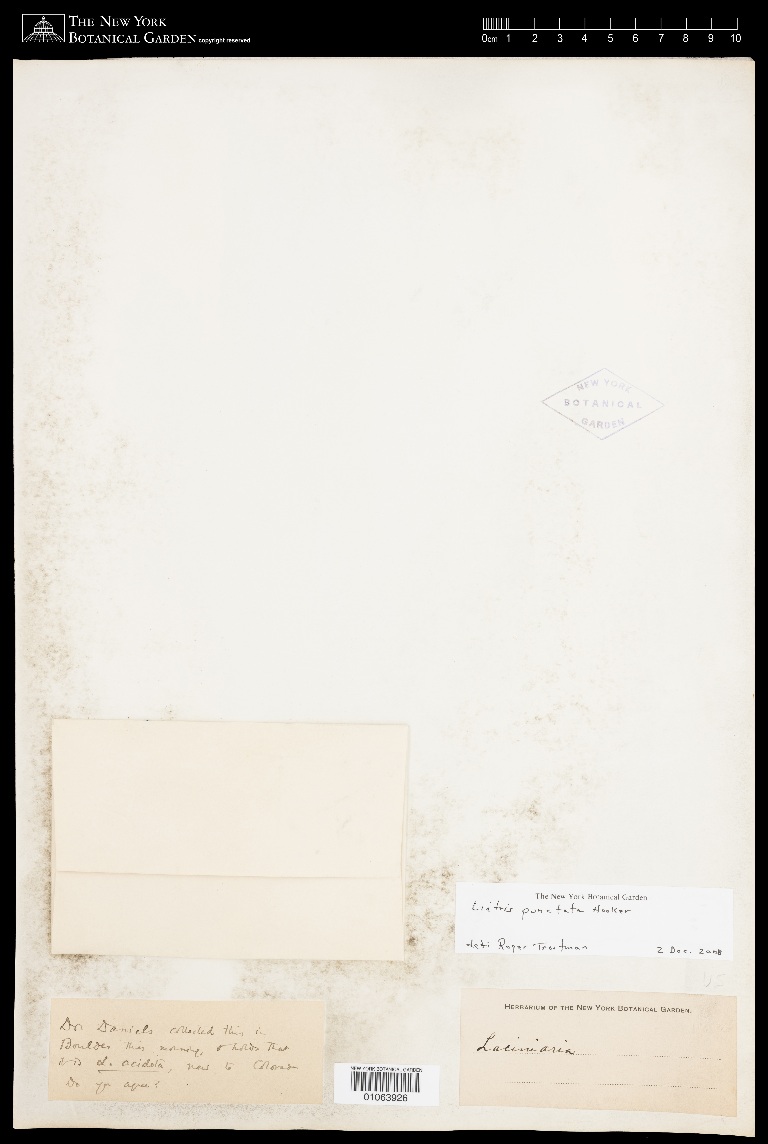 THE NEW YORK
BOTANICAL GARDEN copyright reserved
0cm 1 2 3 4 5 6 7 8 9 10
NEW YORK
BOTANICAL
GARDEN
The New York Botanical Garden
Liatris punctata Hooker
det: Roger Troutman 2 Dec. 2008
HERBARIUM OF THE NEW YORK BOTANICAL GARDEN.
Laciniaria
Dr. Daniels collected this in
Boulder this morning, & holds that
it is acidota, new to Colorado
Do you agree?
NEW YORK BOTANICAL GARDEN
01063926